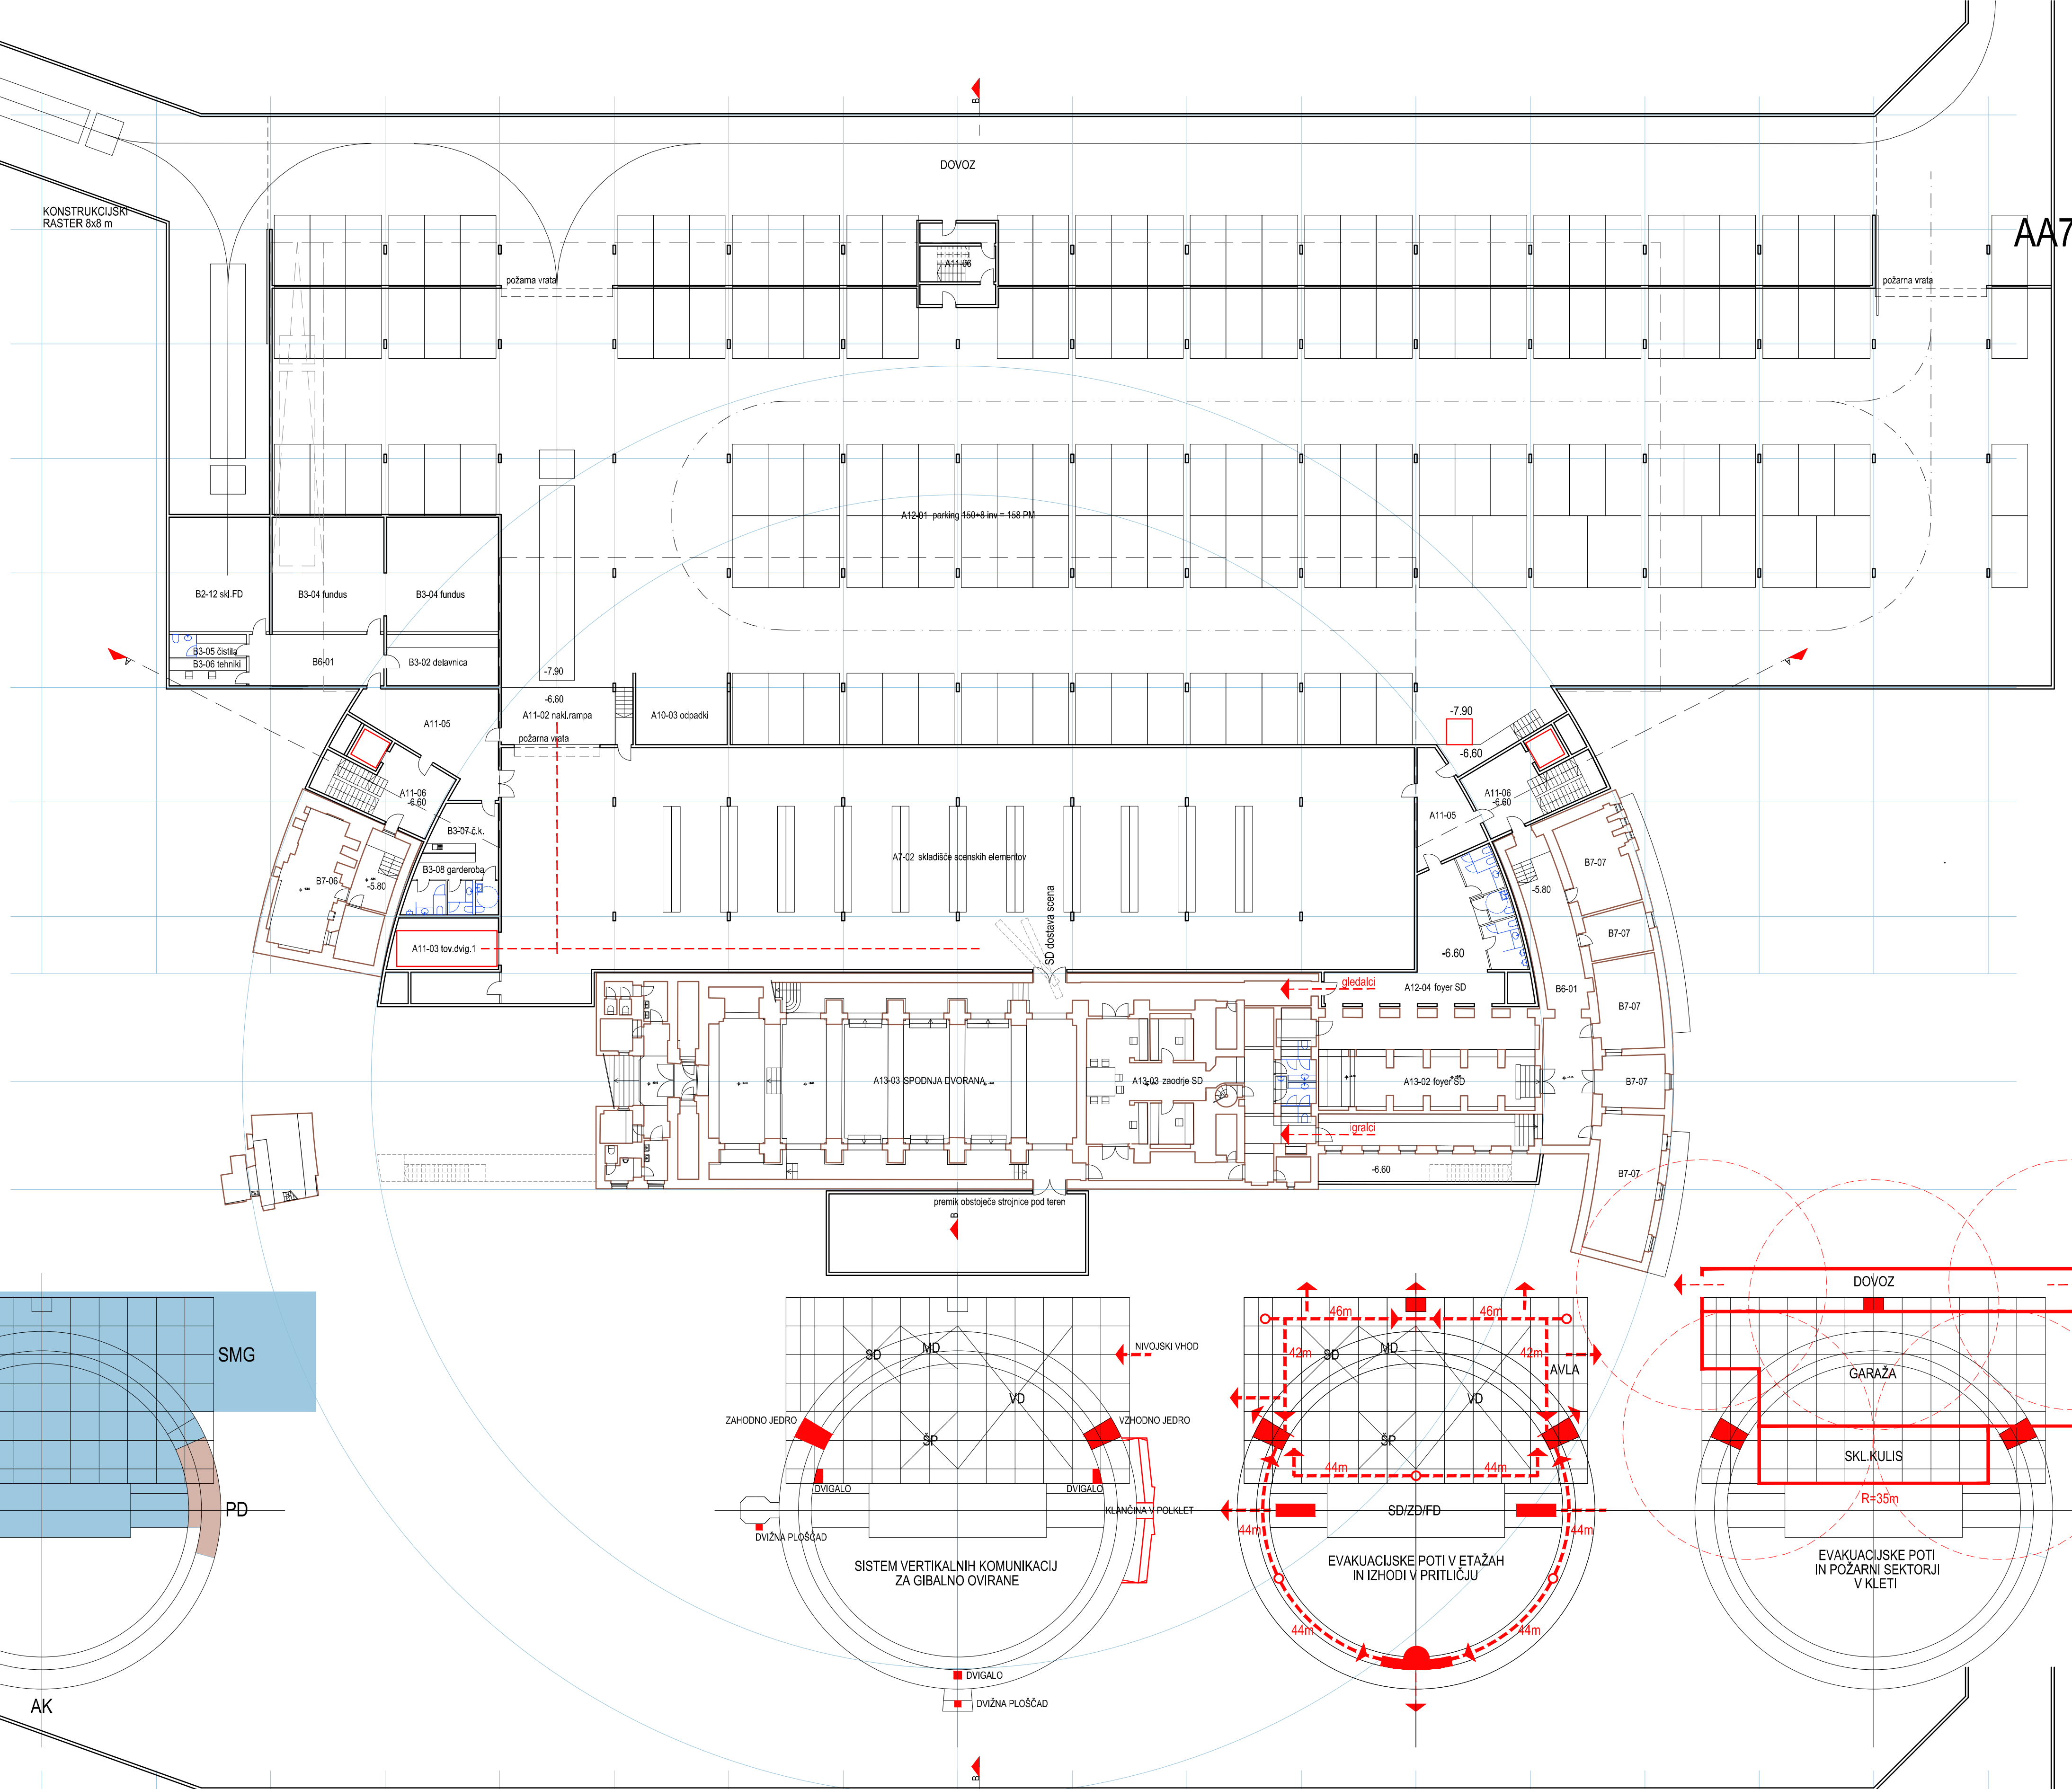 B
DOVOZ
KONSTRUKCIJSKI
RASTER 8x8 m
AA7
A11-06
požarna vrata
požarna vrata
A12-01 parking 150+8 inv = 158 PM
B2-12 skl.FD
B3-04 fundus
B3-04 fundus
B3-05 čistila
B3-06 tehniki
B6-01
B3-02 delavnica
A
A
-7.90
-6.60
A11-02 nakl.rampa
A10-03 odpadki
požarna vrata
A11-05
-7.90
-6.60
A11-06
-6.60
A11-06
-6.60
A11-05
B3-07 č.k.
B3-08 garderoba
A7-02 skladišče scenskih elementov
B7-06
-5.80
-5.80
B7-07
B7-07
SD dostava scena
A11-03 tov.dvig.1
-6.60
gledalci
A12-04 foyer SD
B6-01
B7-07
A13-03 SPODNJA DVORANA
A13-03 zaodrje SD
A13-02 foyer SD
B7-07
igralci
-6.60
B7-07
premik obstoječe strojnice pod teren
B
SMG
PD
AK
SD
MD
VD
ŠP
NIVOJSKI VHOD
ZAHODNO JEDRO
VZHODNO JEDRO
DVIGALO
DVIGALO
KLANČINA V POLKLET
DVIŽNA PLOŠČAD
SISTEM VERTIKALNIH KOMUNIKACIJ
ZA GIBALNO OVIRANE
DVIGALO
DVIŽNA PLOŠČAD
46m
46m
42m
42m
SD
MD
AVLA
VD
ŠP
44m
44m
SD/ZD/FD
44m
44m
EVAKUACIJSKE POTI V ETAŽAH
IN IZHODI V PRITLIČJU
44m
44m
DOVOZ
GARAŽA
SKL.KULIS
R=35m
EVAKUACIJSKE POTI
IN POŽARNI SEKTORJI
V KLETI
B